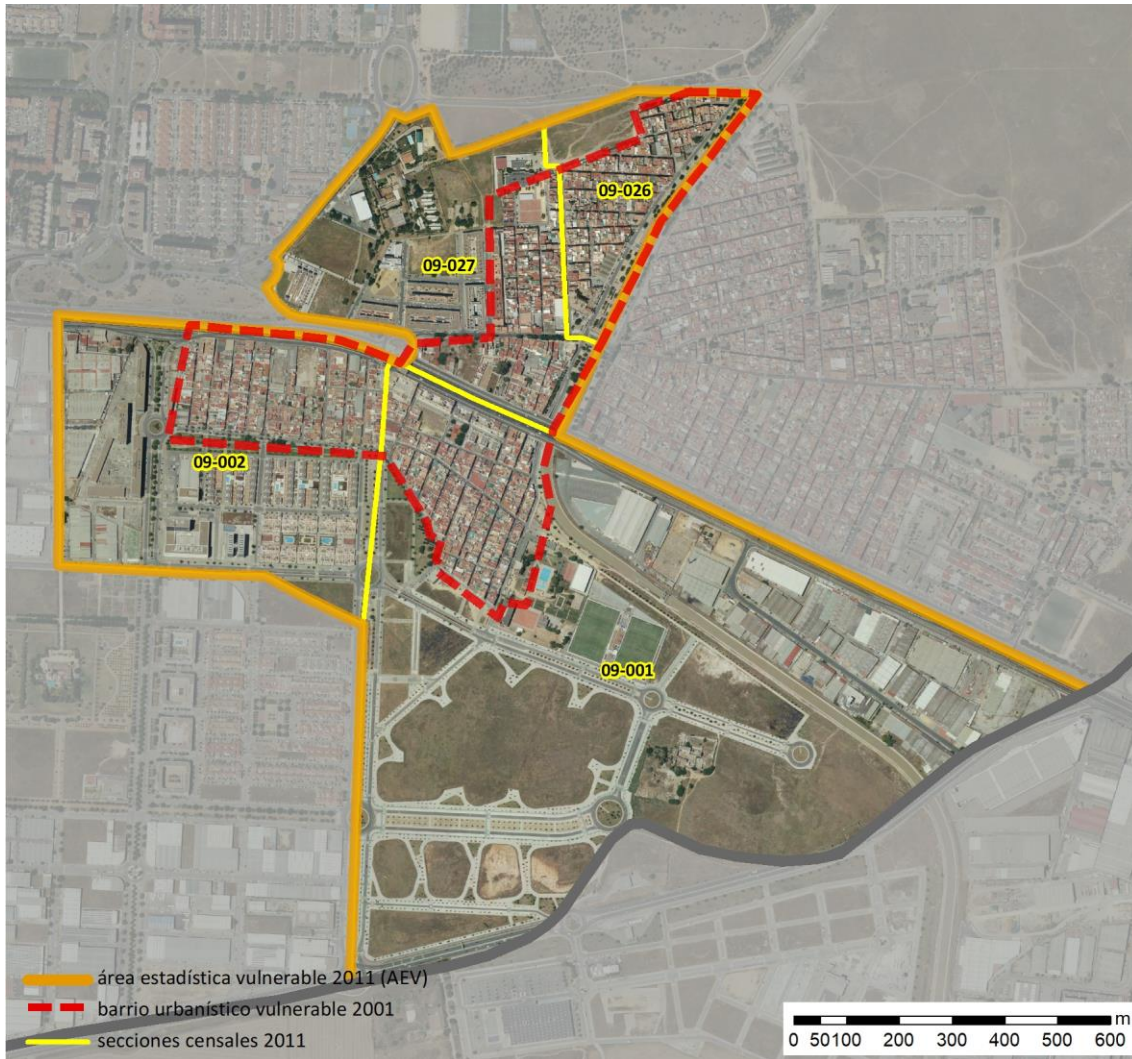 09-026
09-027
09-002
09-001
área estadística vulnerable 2011 (AEV)
barrio urbanístico vulnerable 2001
secciones censales 2011
m
0 50100 200 300 400 500 600